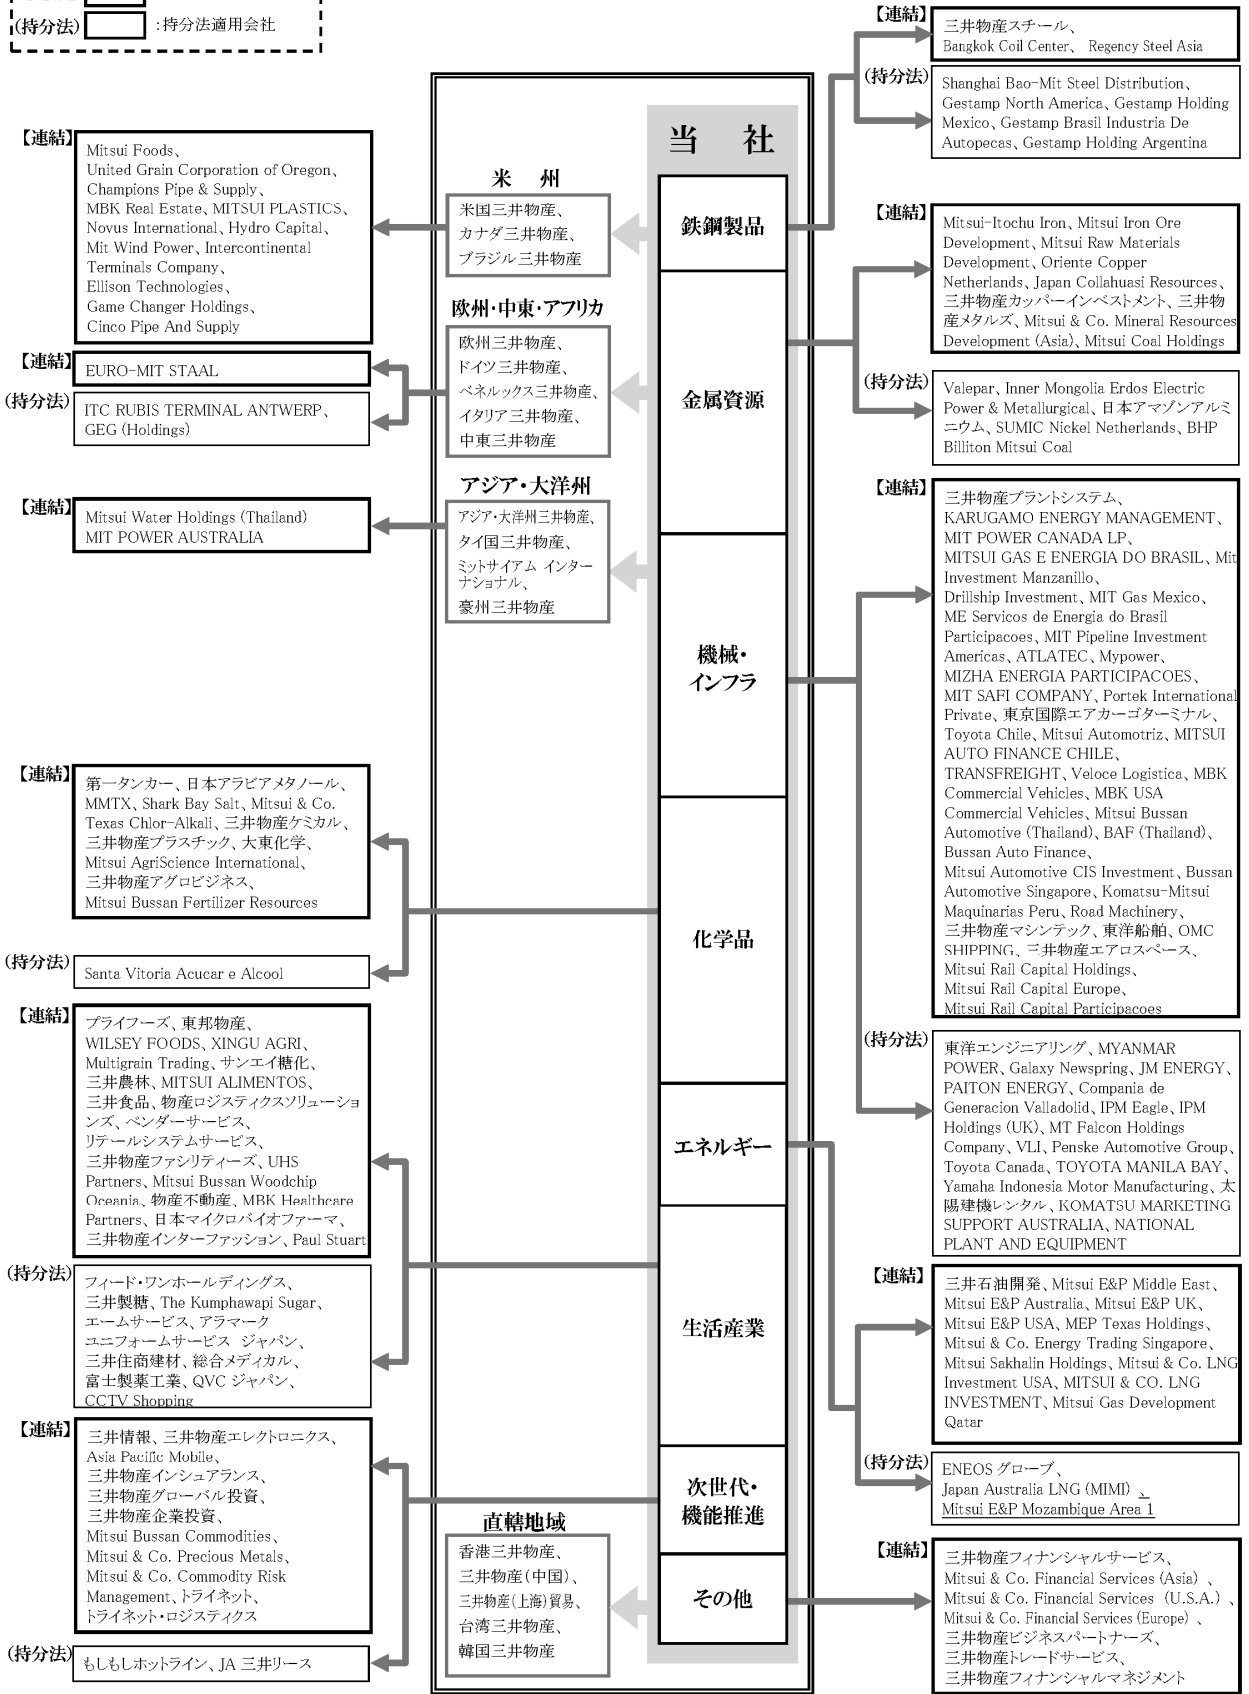 (持分法)
:持分法適用会社
【連結】
三井物産スチール、
Bangkok Coil Center、 Regency Steel Asia
(持分法)
Shanghai Bao-Mit Steel Distribution、
Gestamp North America、Gestamp Holding
Mexico、Gestamp Brasil Industria De
Autopecas、Gestamp Holding Argentina
当 社
【連結】
Mitsui Foods、
United Grain Corporation of Oregon、
Champions Pipe & Supply、
MBK Real Estate、MITSUI PLASTICS、
Novus International、Hydro Capital、
Mit Wind Power、Intercontinental
Terminals Company、
Ellison Technologies、
Game Changer Holdings、
Cinco Pipe And Supply
米 州
米国三井物産、
カナダ三井物産、
ブラジル三井物産
鉄鋼製品
【連結】
Mitsui-Itochu Iron、Mitsui Iron Ore
Development、Mitsui Raw Materials
Development、Oriente Copper
Netherlands、Japan Collahuasi Resources、
三井物産カッパーインベストメント、三井物
産メタルズ、Mitsui & Co. Mineral Resources
Development (Asia)、Mitsui Coal Holdings
欧州・中東・アフリカ
欧州三井物産、
ドイツ三井物産、
ベネルックス三井物産、
イタリア三井物産、
中東三井物産
【連結】
EURO-MIT STAAL
(持分法)
ITC RUBIS TERMINAL ANTWERP、
GEG (Holdings)
金属資源
(持分法)
Valepar、Inner Mongolia Erdos Electric
Power & Metallurgical、日本アマゾンアルミ
ニウム、SUMIC Nickel Netherlands、BHP
Billiton Mitsui Coal
アジア・大洋州
アジア・大洋州三井物産、
タイ国三井物産、
ミットサイアム インター
ナショナル、
豪州三井物産
【連結】
Mitsui Water Holdings (Thailand)
MIT POWER AUSTRALIA
機械・
インフラ
【連結】
三井物産プラントシステム、
KARUGAMO ENERGY MANAGEMENT、
MIT POWER CANADA LP、
MITSUI GAS E ENERGIA DO BRASIL、Mit
Investment Manzanillo、
Drillship Investment、MIT Gas Mexico、
ME Servicos de Energia do Brasil
Participacoes、MIT Pipeline Investment
Americas、ATLATEC、Mypower、
MIZHA ENERGIA PARTICIPACOES、
MIT SAFI COMPANY、Portek International
Private、東京国際エアカーゴターミナル、
Toyota Chile、Mitsui Automotriz、MITSUI
AUTO FINANCE CHILE、
TRANSFREIGHT、Veloce Logistica、MBK
Commercial Vehicles、MBK USA
Commercial Vehicles、Mitsui Bussan
Automotive (Thailand)、BAF (Thailand)、
Bussan Auto Finance、
Mitsui Automotive CIS Investment、Bussan
Automotive Singapore、Komatsu-Mitsui
Maquinarias Peru、Road Machinery、
三井物産マシンテック、東洋船舶、OMC
SHIPPING、三井物産エアロスペース、
Mitsui Rail Capital Holdings、
Mitsui Rail Capital Europe、
Mitsui Rail Capital Participacoes
【連結】
第一タンカー、日本アラビアメタノール、
MMTX、Shark Bay Salt、Mitsui & Co.
Texas Chlor-Alkali、三井物産ケミカル、
三井物産プラスチック、大東化学、
Mitsui AgriScience International、
三井物産アグロビジネス、
Mitsui Bussan Fertilizer Resources
化学品
(持分法)
Santa Vitoria Acucar e Alcool
(持分法)
東洋エンジニアリング、MYANMAR
POWER、Galaxy Newspring、JM ENERGY、
PAITON ENERGY、Compania de
Generacion Valladolid、IPM Eagle、IPM
Holdings (UK)、MT Falcon Holdings
Company、VLI、Penske Automotive Group、
Toyota Canada、TOYOTA MANILA BAY、
Yamaha Indonesia Motor Manufacturing、太
陽建機レンタル、KOMATSU MARKETING
SUPPORT AUSTRALIA、NATIONAL
PLANT AND EQUIPMENT
【連結】
プライフーズ、東邦物産、
WILSEY FOODS、XINGU AGRI、
Multigrain Trading、サンエイ糖化、
三井農林、MITSUI ALIMENTOS、
三井食品、物産ロジスティクスソリューショ
ンズ、ベンダーサービス、
リテールシステムサービス、
三井物産ファシリティーズ、UHS
Partners、Mitsui Bussan Woodchip
Oceania、物産不動産、MBK Healthcare
Partners、日本マイクロバイオファーマ、
三井物産インターファッション、Paul Stuart
エネルギー
【連結】
三井石油開発、Mitsui E&P Middle East、
Mitsui E&P Australia、Mitsui E&P UK、
Mitsui E&P USA、MEP Texas Holdings、
Mitsui & Co. Energy Trading Singapore、
Mitsui Sakhalin Holdings、Mitsui & Co. LNG
Investment USA、MITSUI & CO. LNG
INVESTMENT、Mitsui Gas Development
Qatar
(持分法)
フィード・ワンホールディングス、
三井製糖、The Kumphawapi Sugar、
エームサービス、アラマーク
ユニフォームサービス ジャパン、
三井住商建材、総合メディカル、
富士製薬工業、QVC ジャパン、
CCTV Shopping
生活産業
(持分法)
ENEOS グローブ、
Japan Australia LNG (MIMI) 、
Mitsui E&P Mozambique Area 1
【連結】
三井情報、三井物産エレクトロニクス、
Asia Pacific Mobile、
三井物産インシュアランス、
三井物産グローバル投資、
三井物産企業投資、
Mitsui Bussan Commodities、
Mitsui & Co. Precious Metals、
Mitsui & Co. Commodity Risk
Management、トライネット、
トライネット・ロジスティクス
次世代・
機能推進
直轄地域
香港三井物産、
三井物産(中国)、
三井物産(上海)貿易、
台湾三井物産、
韓国三井物産
その他
【連結】
三井物産フィナンシャルサービス、
Mitsui & Co. Financial Services (Asia) 、
Mitsui & Co. Financial Services (U.S.A.) 、
Mitsui & Co. Financial Services (Europe) 、
三井物産ビジネスパートナーズ、
三井物産トレードサービス、
三井物産フィナンシャルマネジメント
(持分法)
もしもしホットライン、JA 三井リース